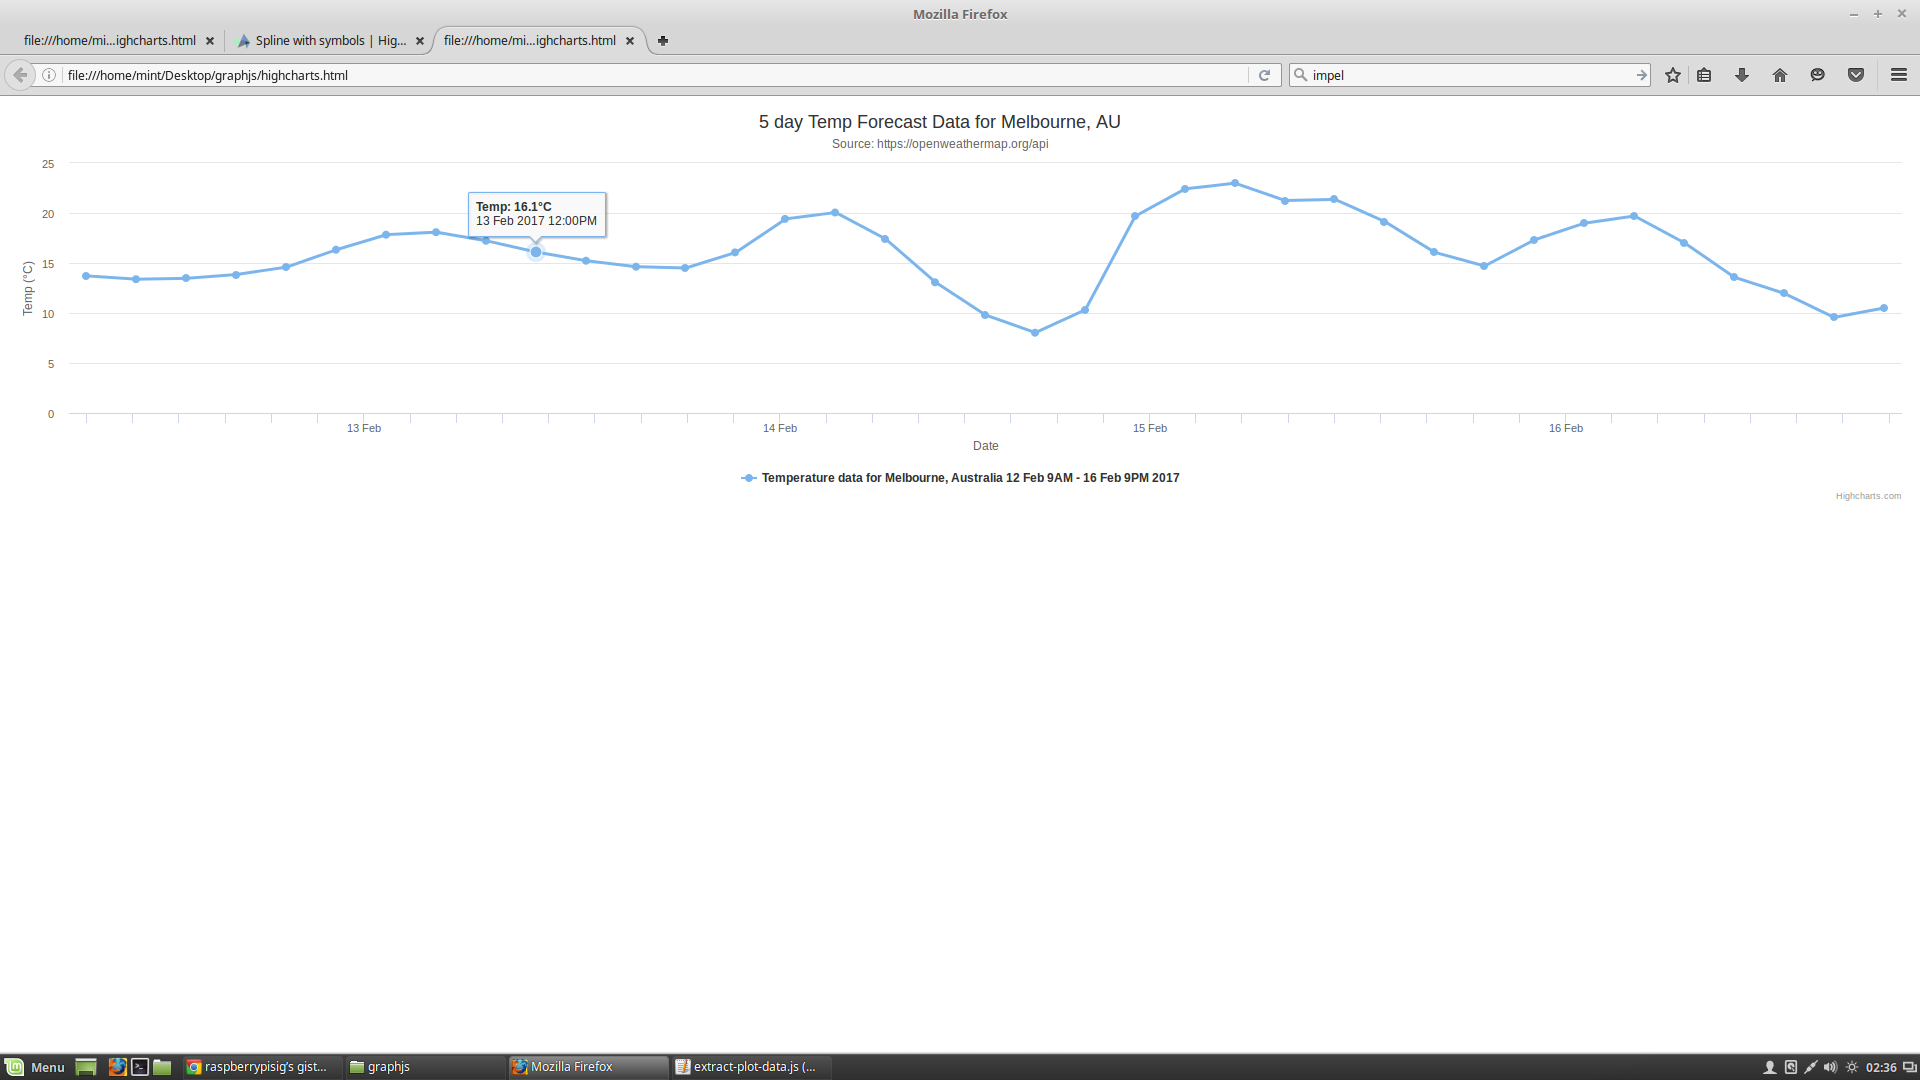 Mozilla Firefox
file:///home/mi...ighcharts.html
Spline with symbols | Hig...
file:///home/mi...ighcharts.html
file:///home/mint/Desktop/graphjs/highcharts.html
impel
5 day Temp Forecast Data for Melbourne, AU
Source: https://openweathermap.org/api
Temp (°C)
25
20
15
10
5
0
Temp: 16.1°C
13 Feb 2017 12:00PM
13 Feb
14 Feb
15 Feb
16 Feb
Date
Temperature data for Melbourne, Australia 12 Feb 9AM - 16 Feb 9PM 2017
Highcharts.com
Menu
raspberrypisig's gist...
graphjs
Mozilla Firefox
extract-plot-data.js (...
02:36